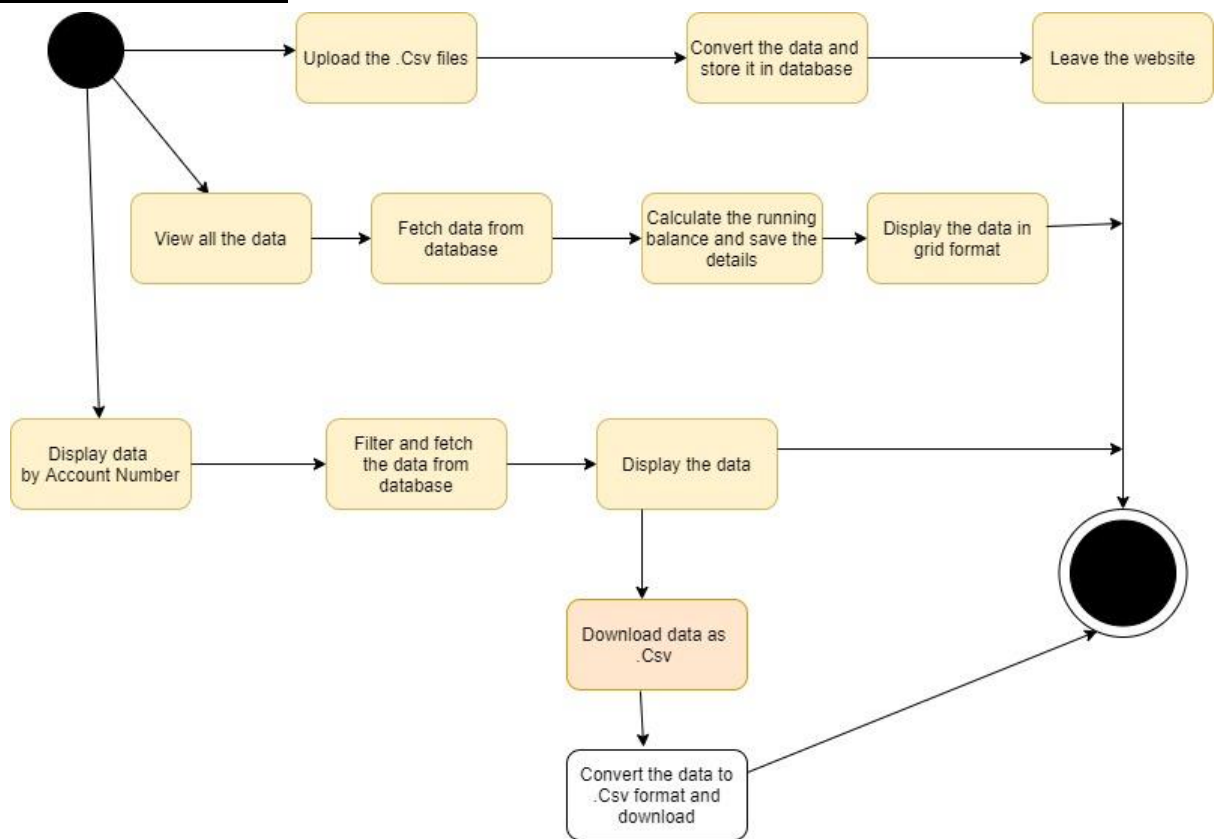 Upload the .Csv files
Convert the data and
store it in database
Leave the website
View all the data
Fetch data from
database
Calculate the running
balance and save the
details
Display the data in
grid format
Display data
by Account Number
Filter and fetch
the data from
database
Display the data
Download data as
.Csv
Convert the data to
.Csv format and
download